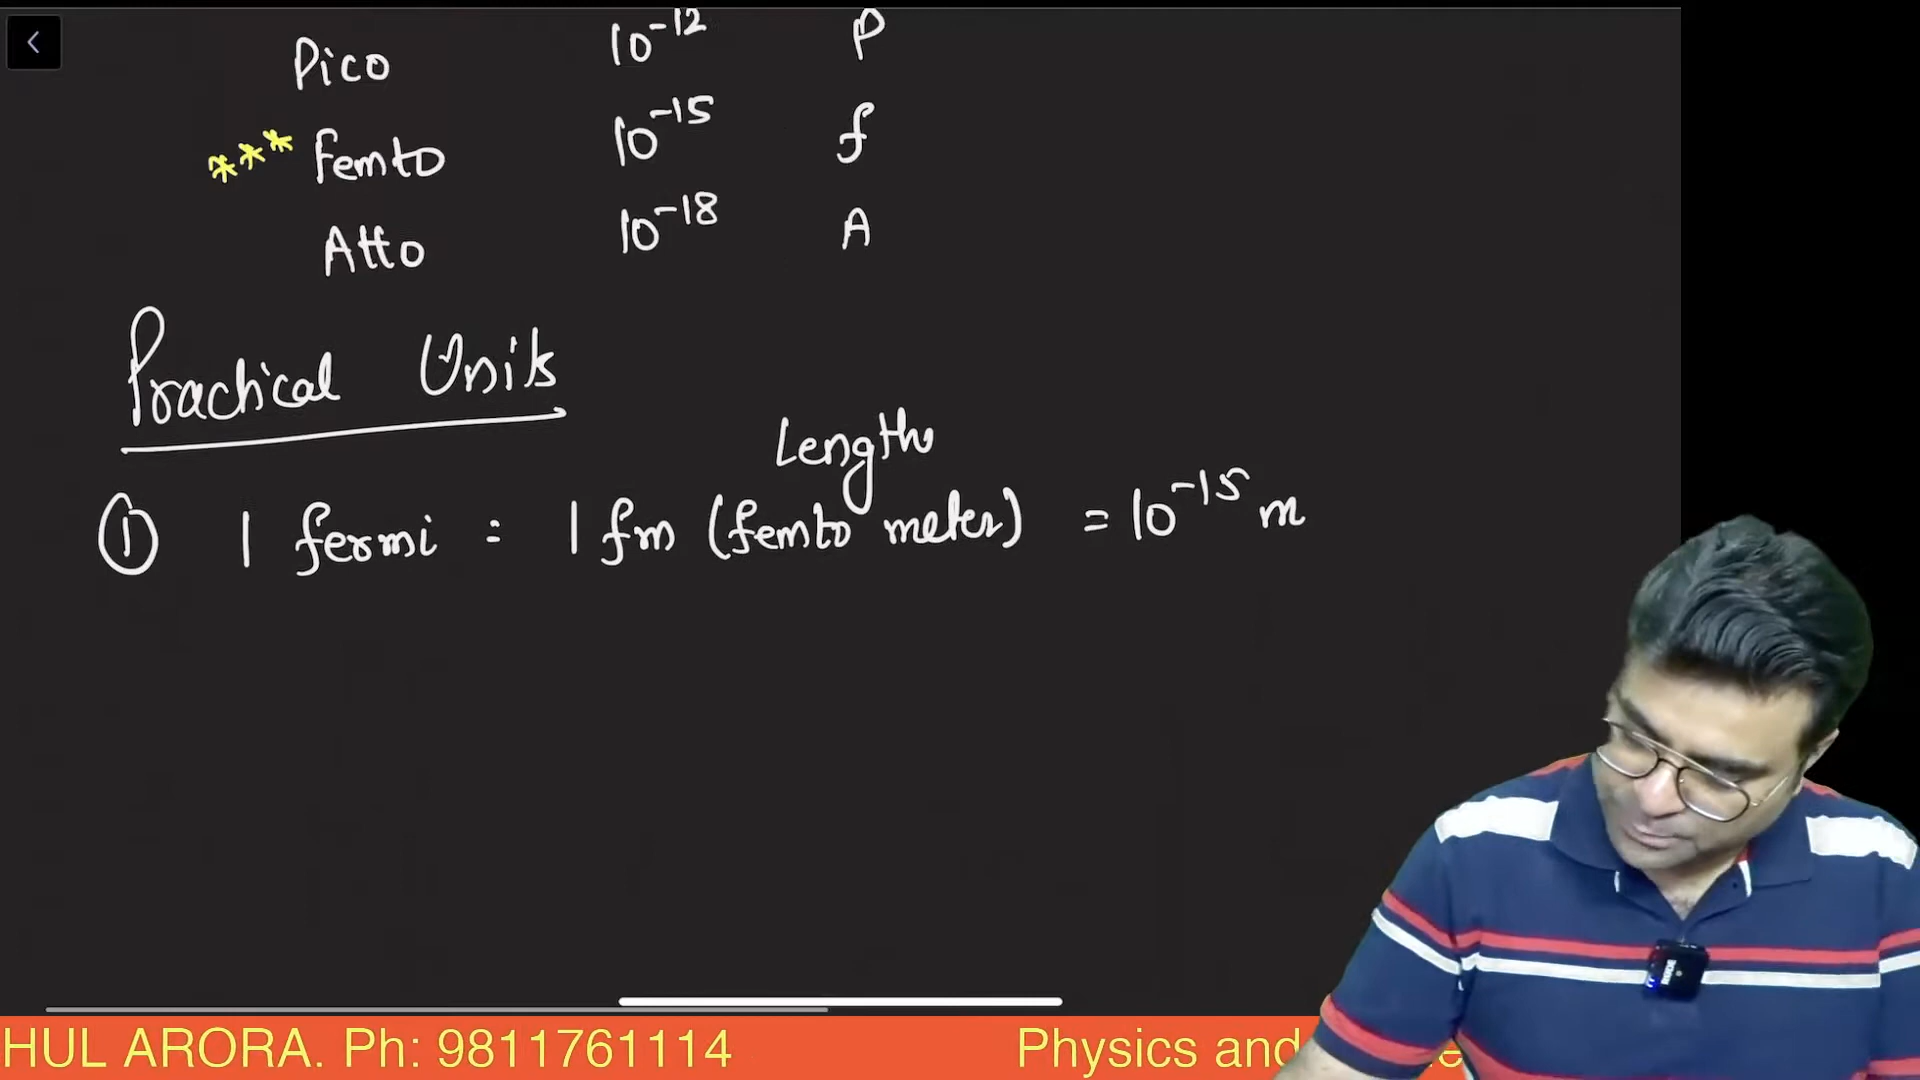 Pico 10⁻¹² P
*** femto 10⁻¹⁵ f
Atto 10⁻¹⁸ A
Practical Units
Length
① 1 fermi = 1 fm (femto meter) = 10⁻¹⁵ m
HUL ARORA. Ph: 9811761114 Physics and